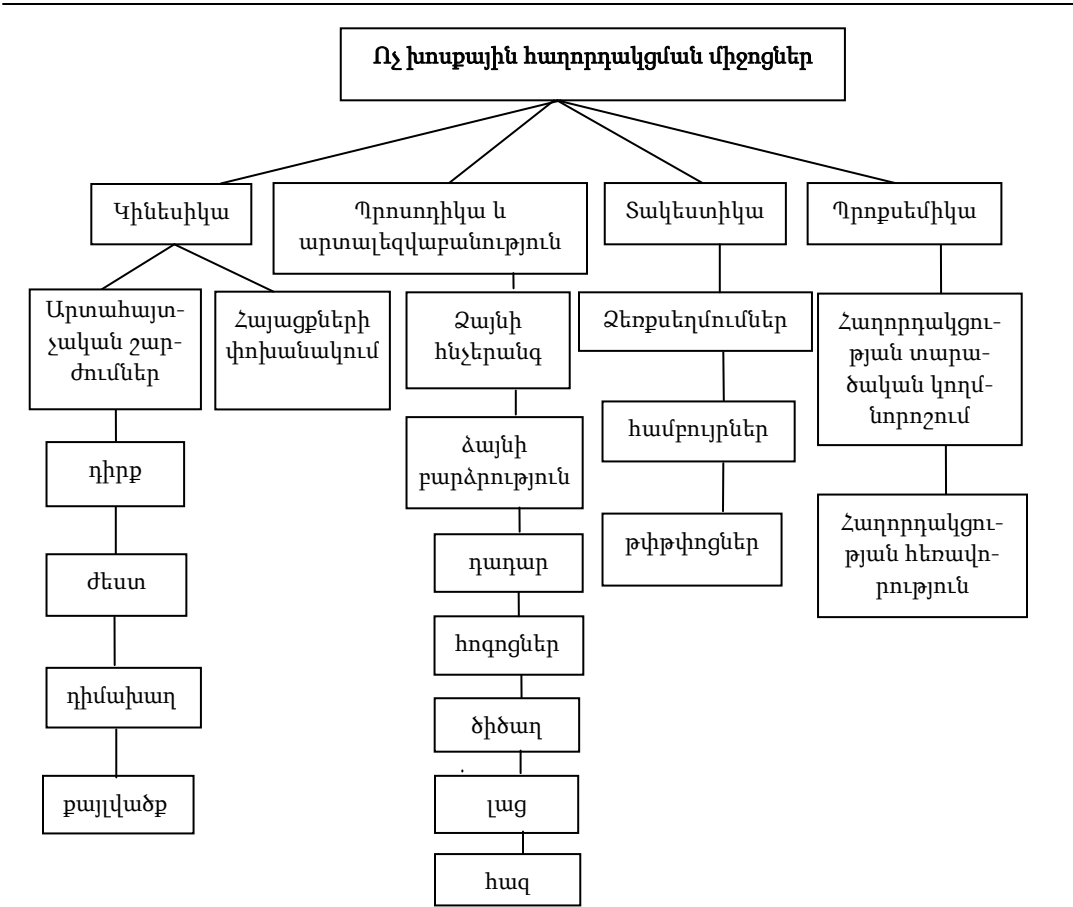 Ոչ խոսքային հաղորդակցման միջոցներ
Կինեսիկա
Պրոսոդիկա և
արտալեզվաբանություն
Տակեստիկա
Պրոքսեմիկա
Արտահայտ-
չական շար-
ժումներ
Հայացքների
փոխանակում
Ձայնի
հնչերանգ
Ձեռքսեղմումներ
Հաղորդակցու-
թյան տարա-
ծական կողմ-
նորոշում
դիրք
ձայնի
բարձրություն
համբույրներ
ժեստ
դադար
թփթփոցներ
Հաղորդակցու-
թյան հեռավո-
րություն
դիմախաղ
հոգոցներ
ծիծաղ
քայլվածք
լաց
հազ